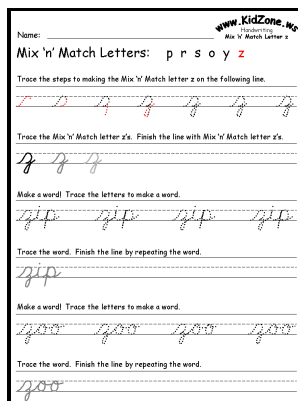 www.KidZone.ws
Handwriting
Mix 'n' Match Letter z
Name:
Mix 'n' Match Letters: p r s o y z
Trace the steps to making the Mix 'n' Match letter z on the following line.
z z z z
Trace the Mix 'n' Match letter z's. Finish the line with Mix 'n' Match letter z's.
z z z
Make a word! Trace the letters to make a word.
zip zip zip zip
Trace the word. Finish the line by repeating the word.
zip
Make a word! Trace the letters to make a word.
zoo zoo zoo zoo
Trace the word. Finish the line by repeating the word.
zoo